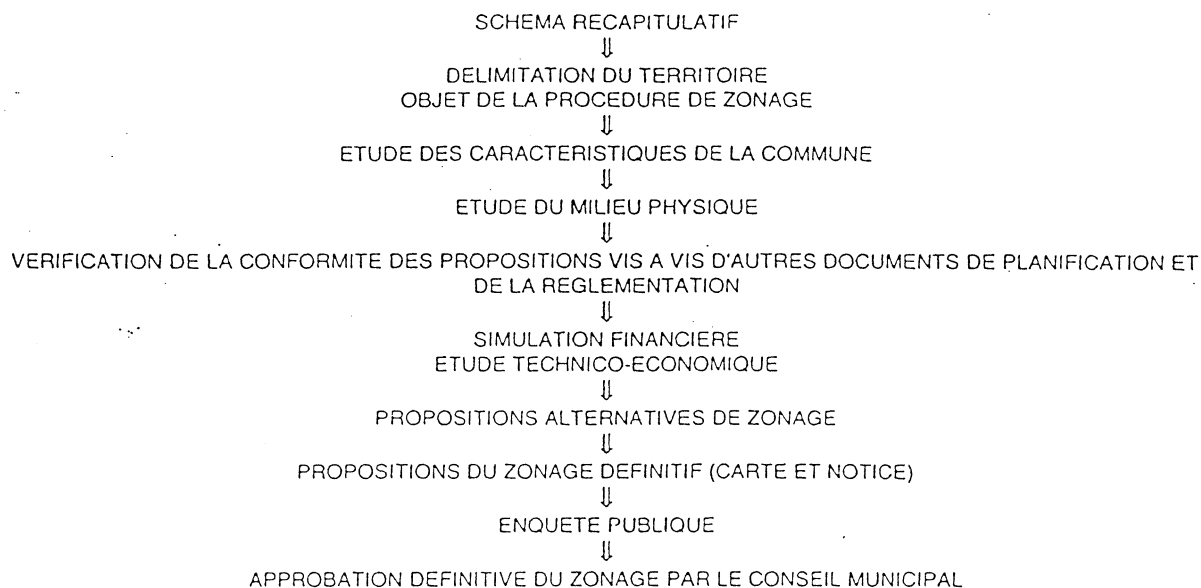 SCHEMA RECAPITULATIF
⇓
DELIMITATION DU TERRITOIRE
OBJET DE LA PROCEDURE DE ZONAGE
⇓
ETUDE DES CARACTERISTIQUES DE LA COMMUNE
⇓
ETUDE DU MILIEU PHYSIQUE
⇓
VERIFICATION DE LA CONFORMITE DES PROPOSITIONS VIS A VIS D'AUTRES DOCUMENTS DE PLANIFICATION ET
DE LA REGLEMENTATION
⇓
SIMULATION FINANCIERE
ETUDE TECHNICO-ECONOMIQUE
⇓
PROPOSITIONS ALTERNATIVES DE ZONAGE
⇓
PROPOSITIONS DU ZONAGE DEFINITIF (CARTE ET NOTICE)
⇓
ENQUETE PUBLIQUE
⇓
APPROBATION DEFINITIVE DU ZONAGE PAR LE CONSEIL MUNICIPAL